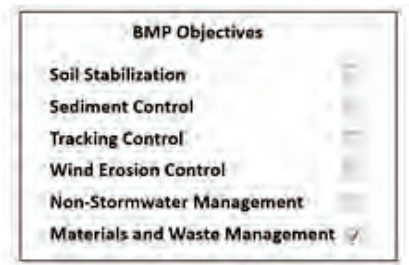 BMP Objectives
Soil Stabilization
Sediment Control
Tracking Control
Wind Erosion Control
Non-Stormwater Management
Materials and Waste Management ✓